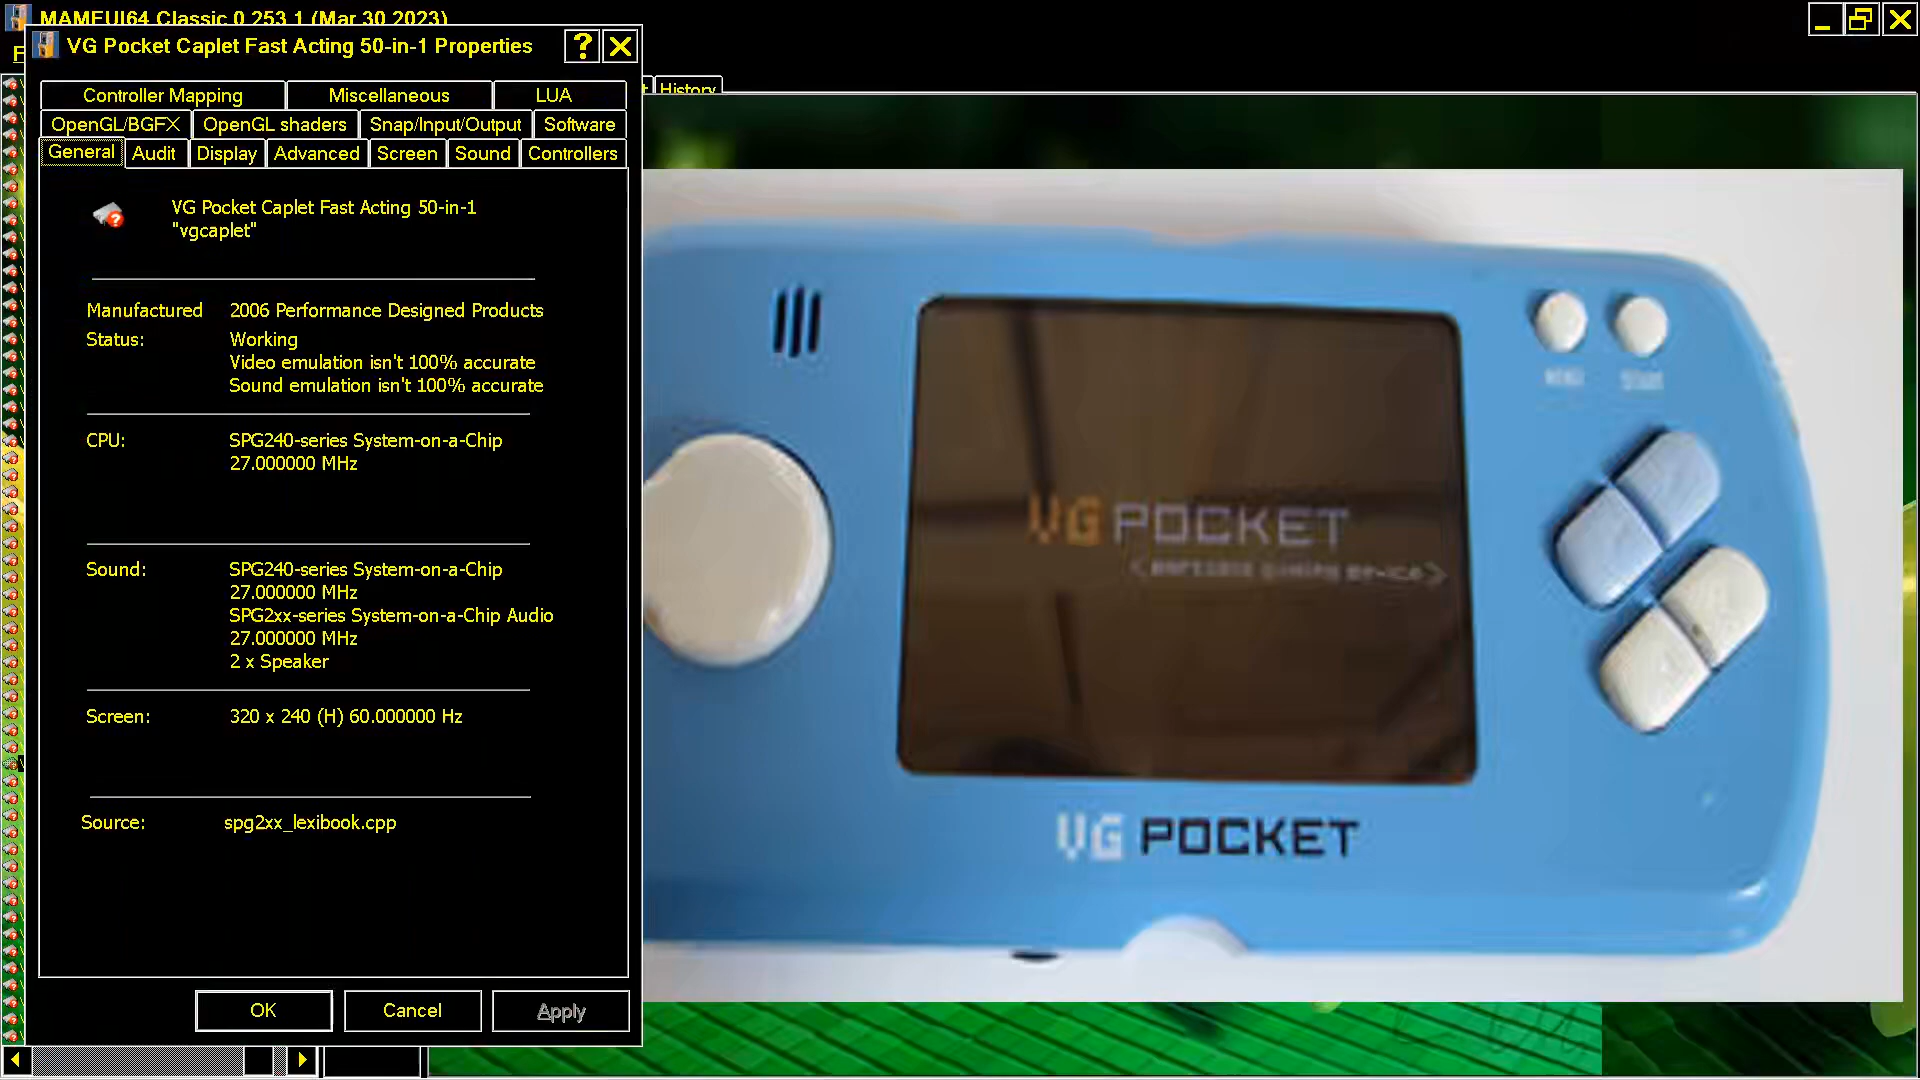 MAMEUI64 Classic 0.253.1 (Mar 30 2023)
VG Pocket Caplet Fast Acting 50-in-1 Properties
F
t
History
Controller Mapping
Miscellaneous
LUA
OpenGL/BGFX
OpenGL shaders
Snap/Input/Output
Software
General
Audit
Display
Advanced
Screen
Sound
Controllers
VG Pocket Caplet Fast Acting 50-in-1
"vgcaplet"
Manufactured
2006 Performance Designed Products
Status:
Working
Video emulation isn't 100% accurate
Sound emulation isn't 100% accurate
CPU:
SPG240-series System-on-a-Chip
27.000000 MHz
Sound:
SPG240-series System-on-a-Chip
27.000000 MHz
SPG2xx-series System-on-a-Chip Audio
27.000000 MHz
2 x Speaker
Screen:
320 x 240 (H) 60.000000 Hz
Source:
spg2xx_lexibook.cpp
OK
Cancel
Apply
VG POCKET
<portable gaming device>
VG POCKET